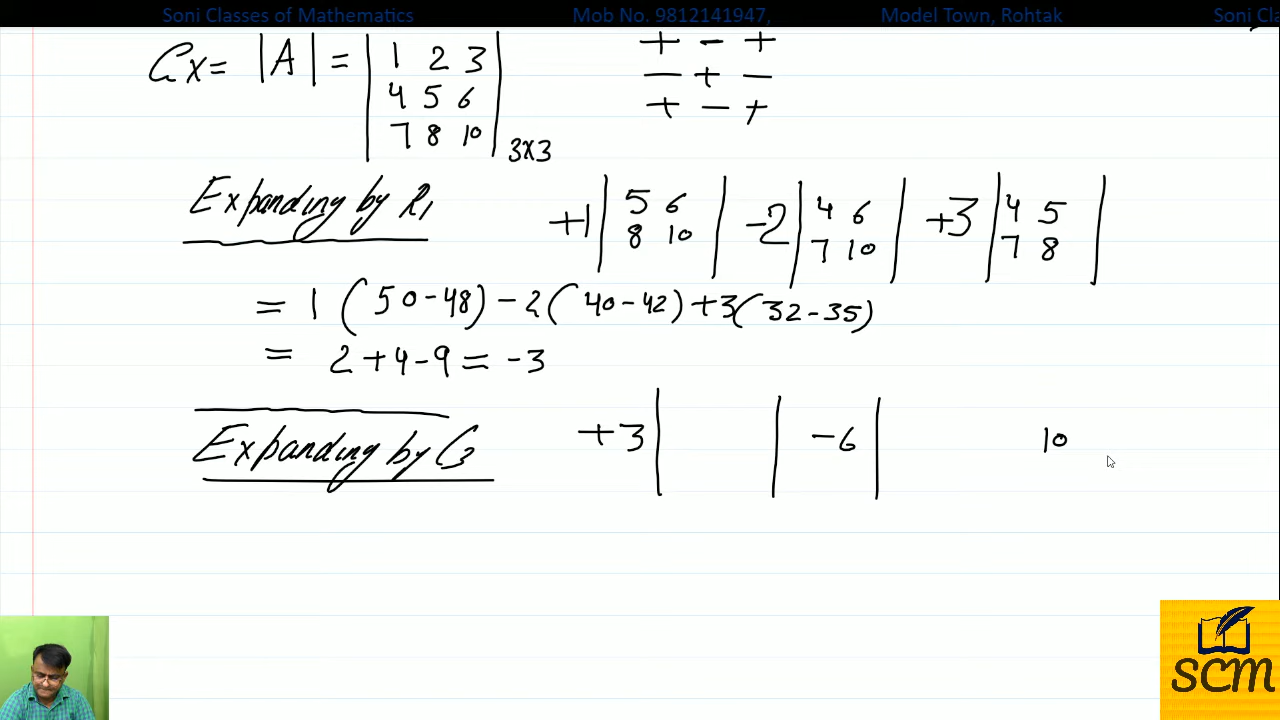 Soni Classes of Mathematics Mob No. 9812141947, Model Town, Rohtak Soni Cla
+ - +
Ex= |A| = | 1 2 3 | - + -
| 4 5 6 | + - +
| 7 8 10 | 3x3
Expanding by R1 +1 | 5 6 | -2 | 4 6 | +3 | 4 5 |
| 8 10 | | 7 10 | | 7 8 |
= 1 (50-48) - 2(40-42) +3(32-35)
= 2+4-9 = -3
Expanding by C3 +3 | | -6 | 10
SCM